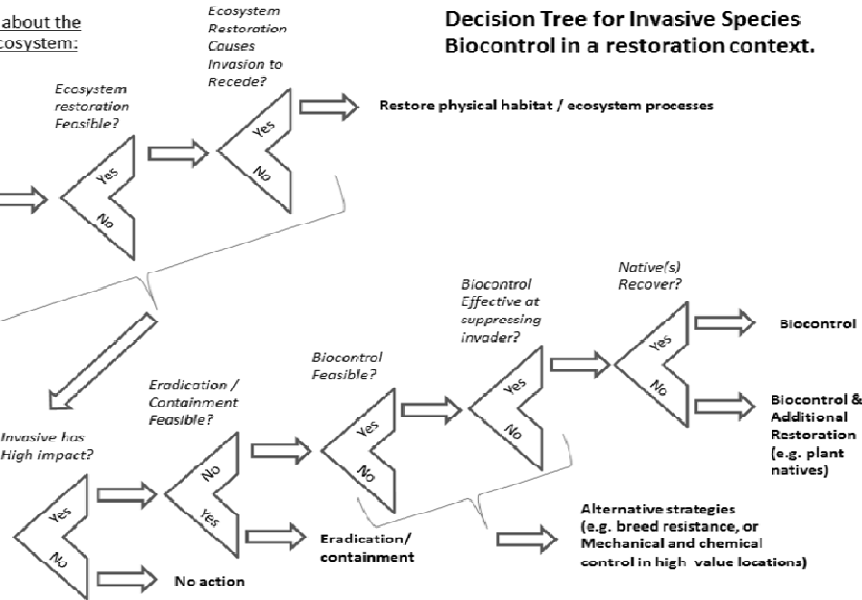 about the
cosystem:
Decision Tree for Invasive Species
Biocontrol in a restoration context.
Ecosystem
Restoration
Causes
Invasion to
Recede?
Yes
No
Restore physical habitat / ecosystem processes
Ecosystem
restoration
Feasible?
Yes
No
Native(s)
Recover?
Yes
No
Biocontrol
Biocontrol &
Additional
Restoration
(e.g. plant
natives)
Biocontrol
Effective at
suppressing
invader?
Yes
No
Biocontrol
Feasible?
Yes
No
Eradication /
Containment
Feasible?
No
Yes
Invasive has
High impact?
Yes
No
No action
Eradication/
containment
Alternative strategies
(e.g. breed resistance, or
Mechanical and chemical
control in high value locations)